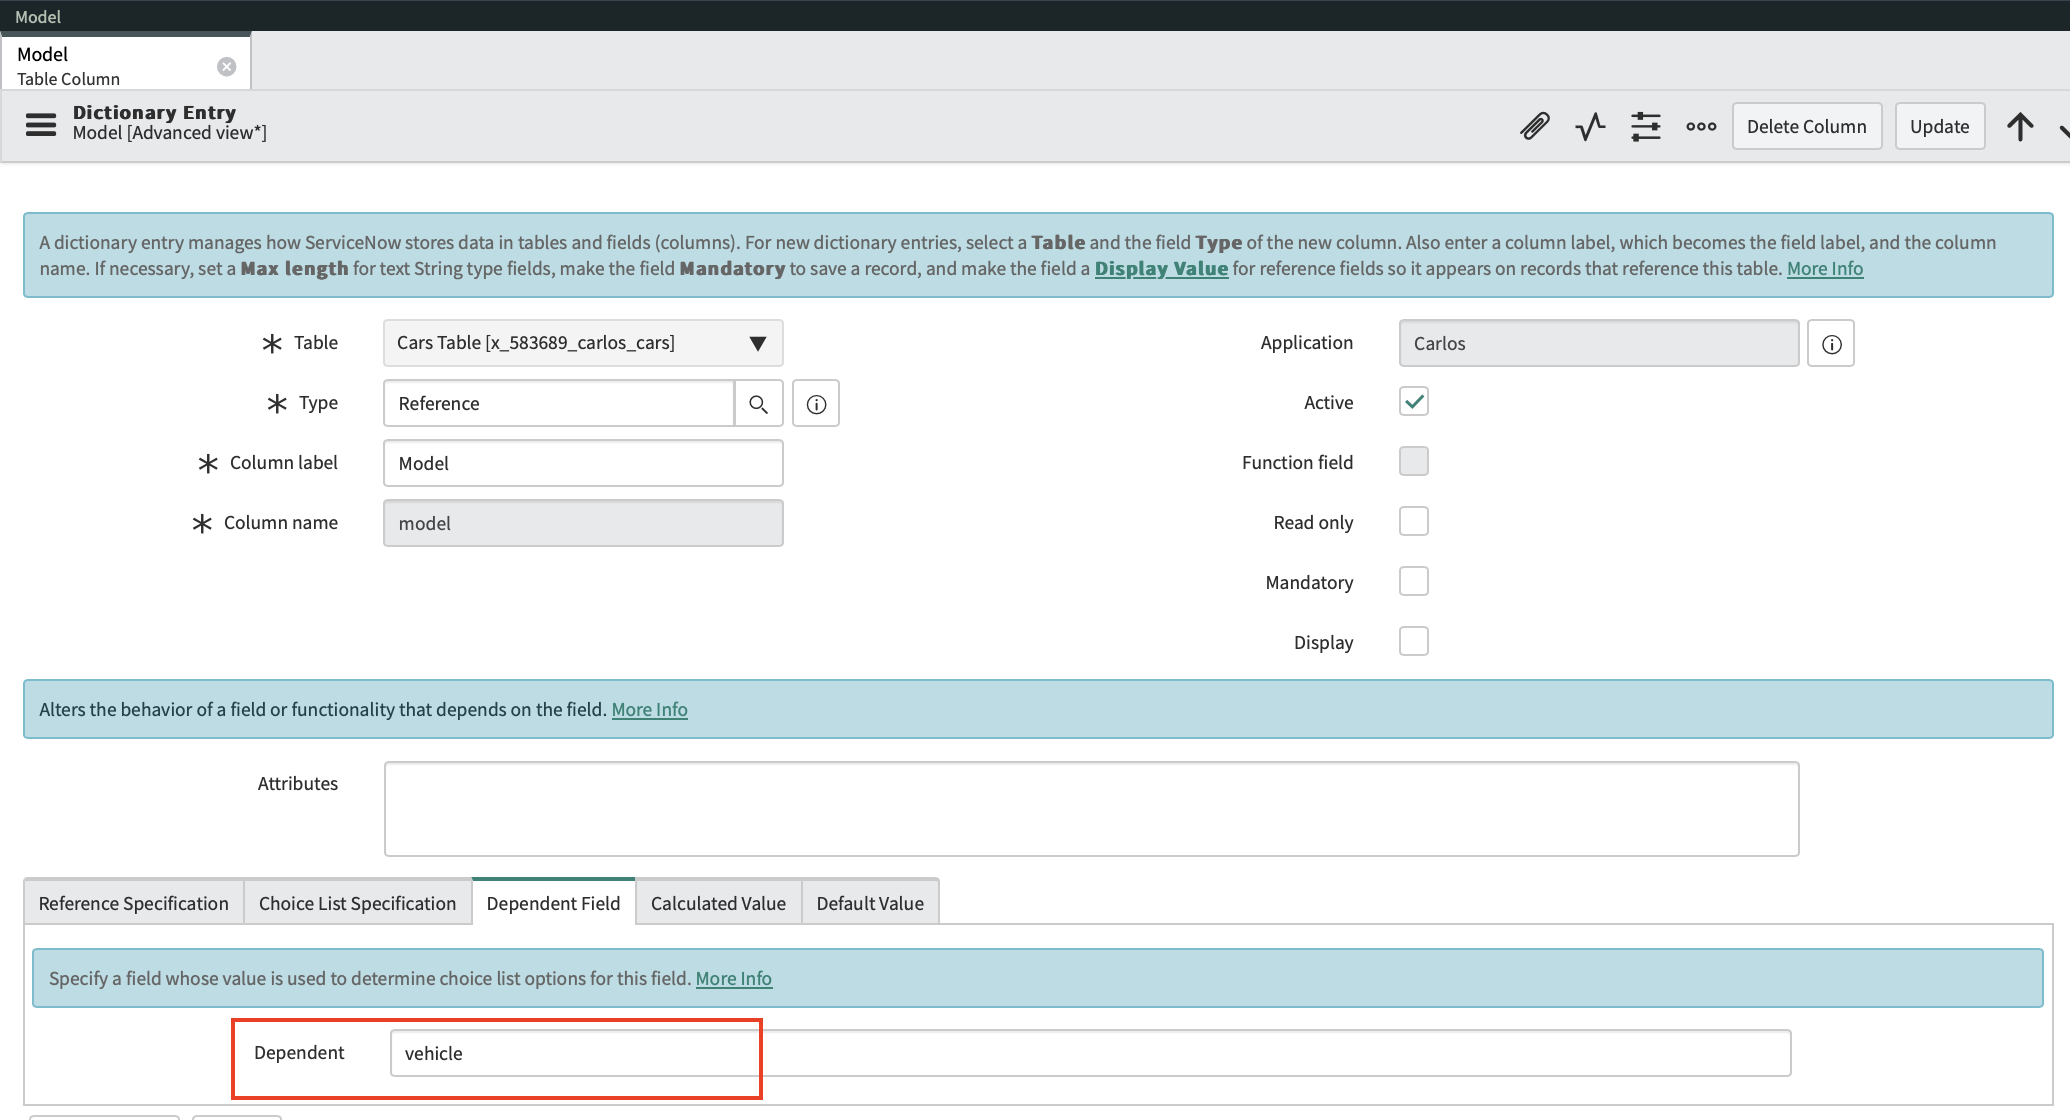 Model
Model
Table Column
Dictionary Entry
Model [Advanced view*]
Delete Column
Update
A dictionary entry manages how ServiceNow stores data in tables and fields (columns). For new dictionary entries, select a Table and the field Type of the new column. Also enter a column label, which becomes the field label, and the column
name. If necessary, set a Max length for text String type fields, make the field Mandatory to save a record, and make the field a Display Value for reference fields so it appears on records that reference this table. More Info
Table
Cars Table [x_583689_carlos_cars]
Application
Carlos
Type
Reference
Active
Column label
Model
Function field
Column name
model
Read only
Mandatory
Display
Alters the behavior of a field or functionality that depends on the field. More Info
Attributes
Reference Specification
Choice List Specification
Dependent Field
Calculated Value
Default Value
Specify a field whose value is used to determine choice list options for this field. More Info
Dependent
vehicle